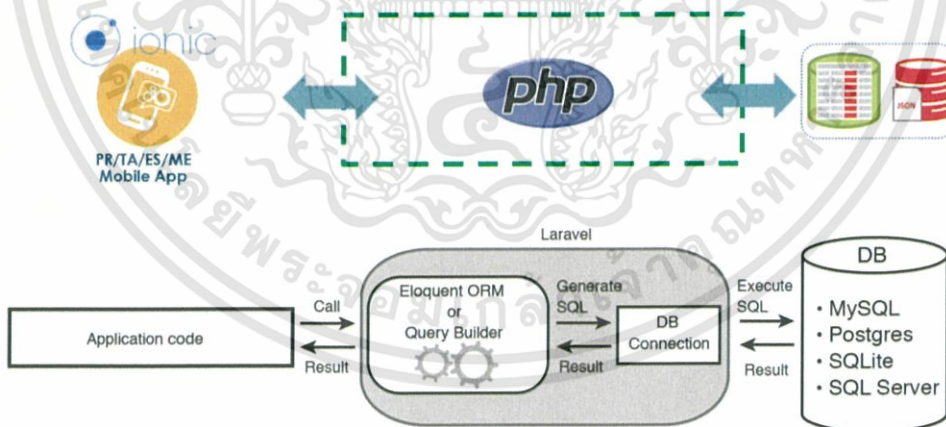 ionic
php
JSON
PR/TA/ES/ME
Mobile App
Laravel
Application code
Call
Result
Eloquent ORM
or
Query Builder
Generate
SQL
Result
DB
Connection
Execute
SQL
Result
DB
• MySQL
• Postgres
• SQLite
• SQL Server